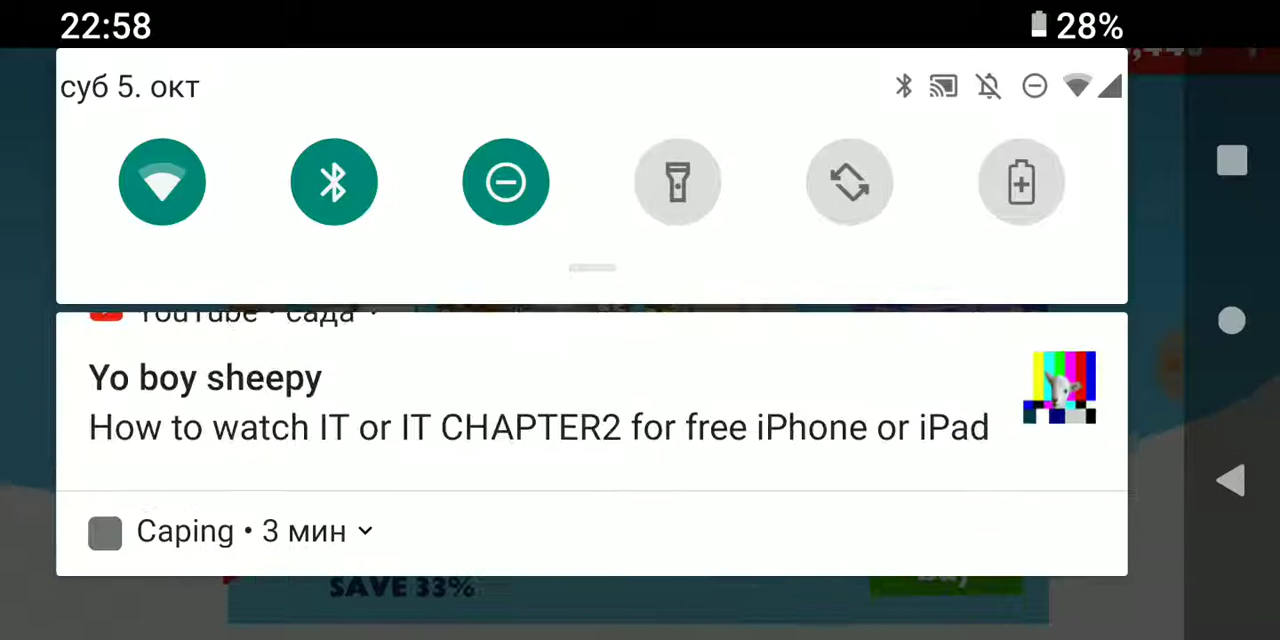 22:58
28%
суб 5. окт
YouTube • сада
Yo boy sheepy
How to watch IT or IT CHAPTER2 for free iPhone or iPad
Caping • 3 мин
SAVE 33%